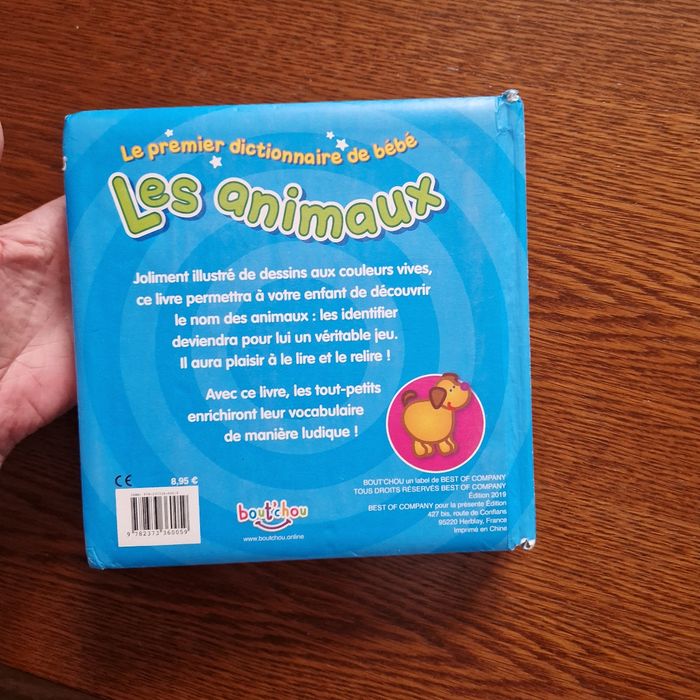 Le premier dictionnaire de bébé
Les animaux
Joliment illustré de dessins aux couleurs vives,
ce livre permettra à votre enfant de découvrir
le nom des animaux : les identifier
deviendra pour lui un véritable jeu.
Il aura plaisir à le lire et le relire !
Avec ce livre, les tout-petits
enrichiront leur vocabulaire
de manière ludique !
CE
8,95 €
9 782373 360059
bout'chou
www.boutchou.online
BOUT'CHOU un label de BEST OF COMPANY
TOUS DROITS RÉSERVÉS BEST OF COMPANY
Édition 2019
BEST OF COMPANY pour la présente Édition
427 bis, route de Conflans
95220 Herblay, France
Imprimé en Chine